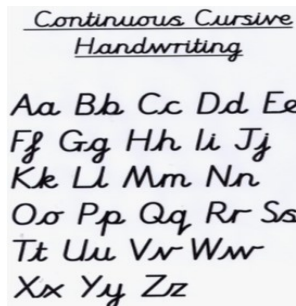 Continuous Cursive
Handwriting
Aa Bb Cc Dd Ee
Ff Gg Hh Ii Jj
Kk Ll Mm Nn
Oo Pp Qq Rr Ss
Tt Uu Vv Ww
Xx Yy Zz